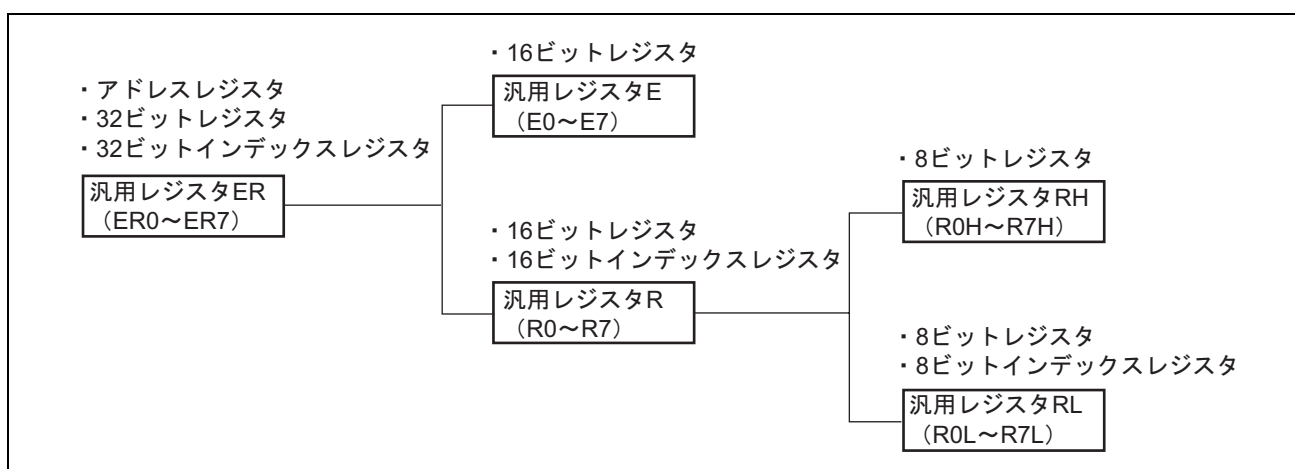 ・アドレスレジスタ
・32ビットレジスタ
・32ビットインデックスレジスタ
汎用レジスタER
（ER0～ER7）
・16ビットレジスタ
汎用レジスタE
（E0～E7）
・16ビットレジスタ
・16ビットインデックスレジスタ
汎用レジスタR
（R0～R7）
・8ビットレジスタ
汎用レジスタRH
（R0H～R7H）
・8ビットレジスタ
・8ビットインデックスレジスタ
汎用レジスタRL
（R0L～R7L）